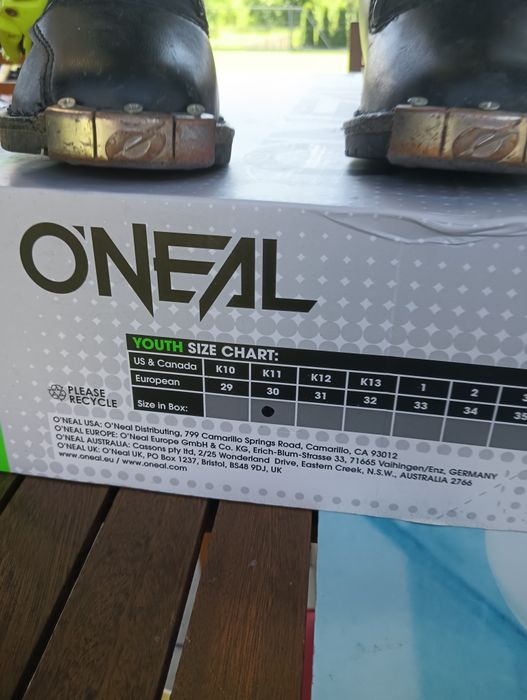 O'NEAL
YOUTH SIZE CHART:
US & Canada K10 K11 K12 K13 1 2
European 29 30 31 32 33 34 35
Size in Box:
PLEASE
RECYCLE
O'NEAL USA: O'Neal Distributing, 799 Camarillo Springs Road, Camarillo, CA 93012
O'NEAL EUROPE: O'Neal Europe GmbH & Co. KG, Erich-Blum-Strasse 33, 71665 Vaihingen/Enz, GERMANY
O'NEAL AUSTRALIA: Cassons pty ltd, 2/25 Wonderland Drive, Eastern Creek, N.S.W., AUSTRALIA 2766
O'NEAL UK: O'Neal UK, PO Box 1237, Bristol, BS48 9DJ, UK
www.oneal.eu / www.oneal.com